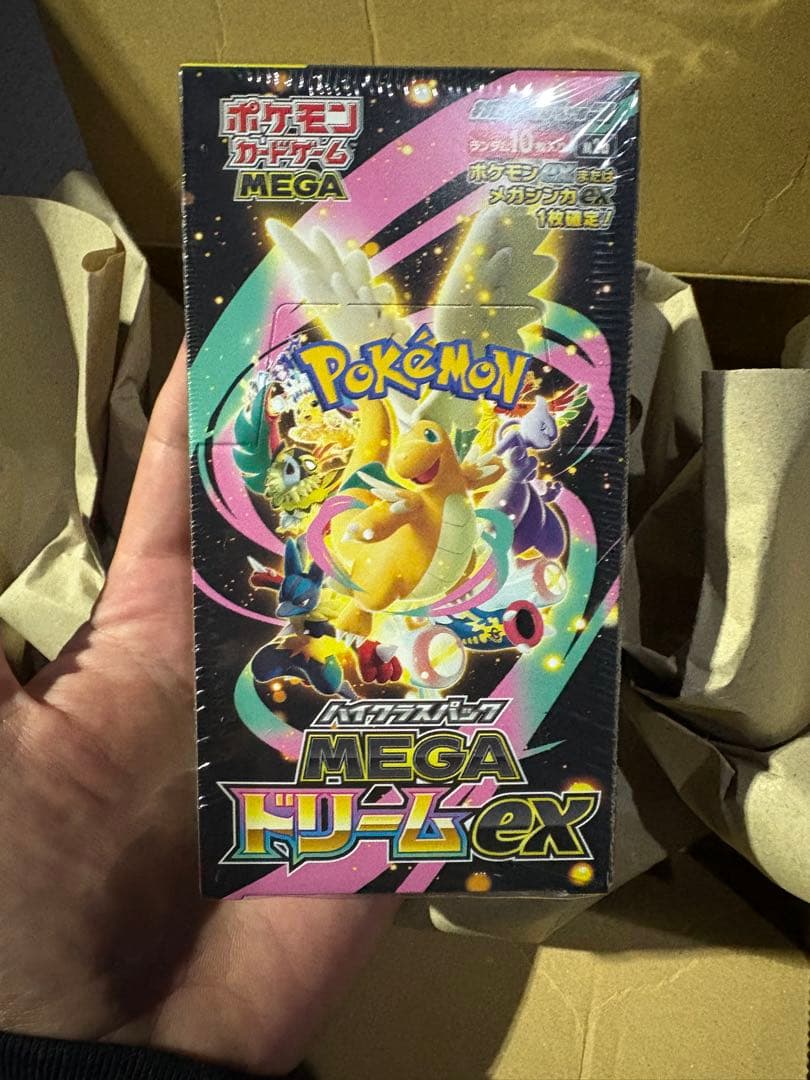 ポケモン
カードゲーム
MEGA
ランダム10枚入り
ポケモンexまたは
メガシンカex
1枚確定!
POKéMON
ハイクラスパック
MEGA
ドリームex